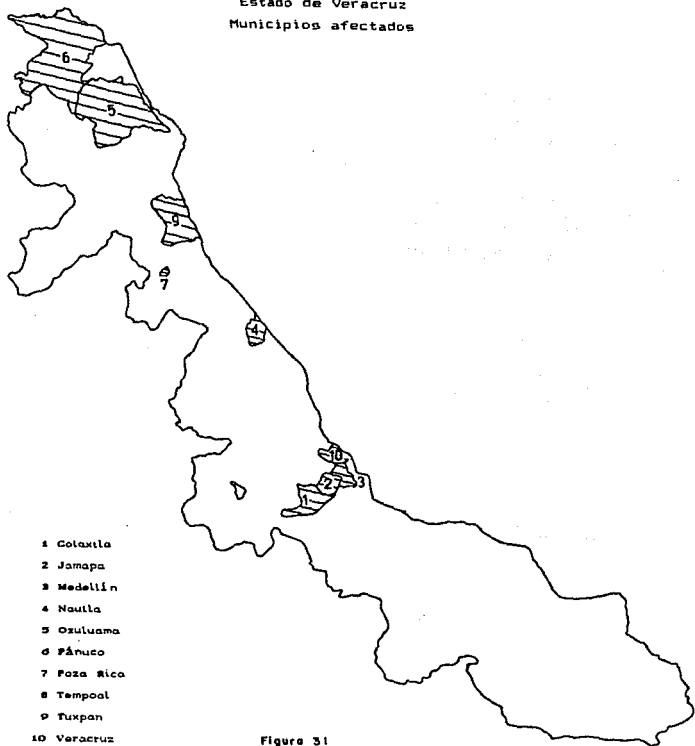 Estado de Veracruz
Municipios afectados
6
5
9
7
4
10
2
3
1
1 Cotaxtla
2 Jamapa
3 Medellín
4 Nautla
5 Ozuluama
6 Pánuco
7 Poza Rica
8 Tempoal
9 Tuxpan
10 Veracruz
Figura 31